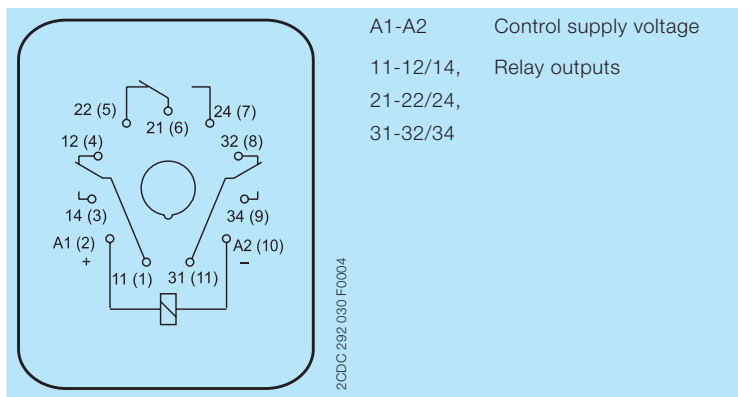 A1-A2 Control supply voltage
11-12/14, Relay outputs
21-22/24,
31-32/34
22 (5)
21 (6)
24 (7)
12 (4)
32 (8)
14 (3)
34 (9)
A1 (2)
+
A2 (10)
–
11 (1)
31 (11)
2CDC 292 030 F0004